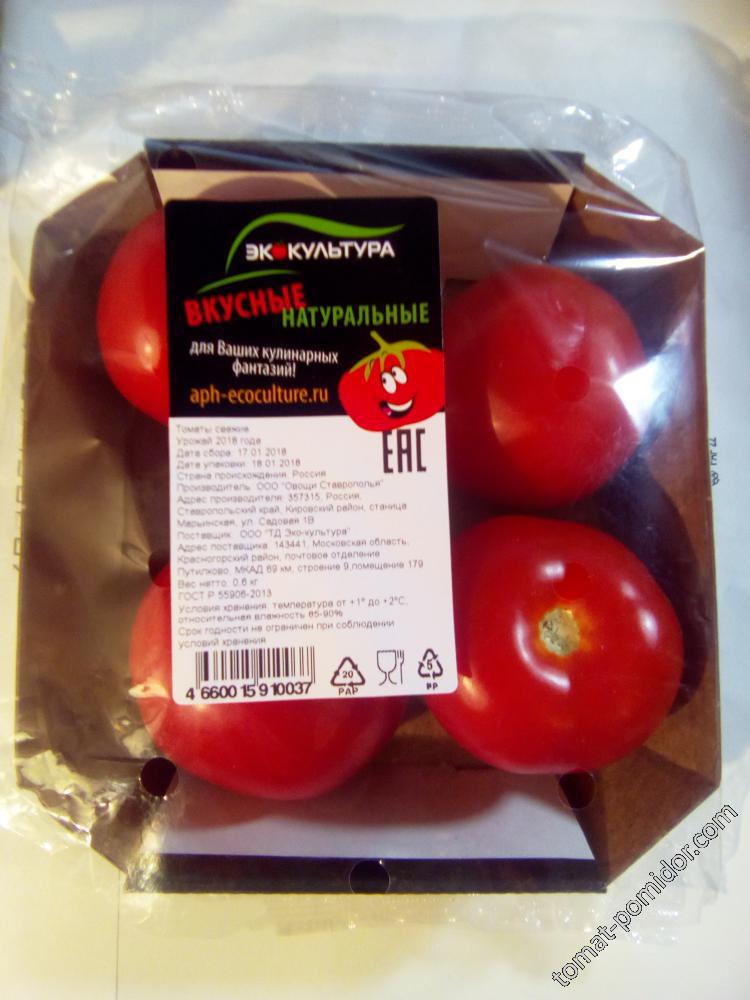 ЭКОКУЛЬТУРА
ВКУСНЫЕ
НАТУРАЛЬНЫЕ
для Ваших кулинарных
фантазий!
aph-ecoculture.ru
EAC
Томаты свежие
Урожай 2018 года
Дата сбора: 17.01.2018
Дата упаковки: 18.01.2018
Страна происхождения: Россия
Производитель: ООО "Овощи Ставрополья"
Адрес производителя: 357315, Россия,
Ставропольский край, Кировский район, станица
Марьинская, ул. Садовая 1В
Поставщик: ООО "ТД Эко-культура"
Адрес поставщика: 143441, Московская область,
Красногорский район, почтовое отделение
Путилково, МКАД 69 км, строение 9,помещение 179
Вес нетто: 0,6 кг
ГОСТ Р 55906-2013
Условия хранения: температура от +1° до +2°С,
относительная влажность 85-90%
Срок годности не ограничен при соблюдении
условий хранения
4 660015 910037
20
PAP
5
PP
tomat-pomidor.com